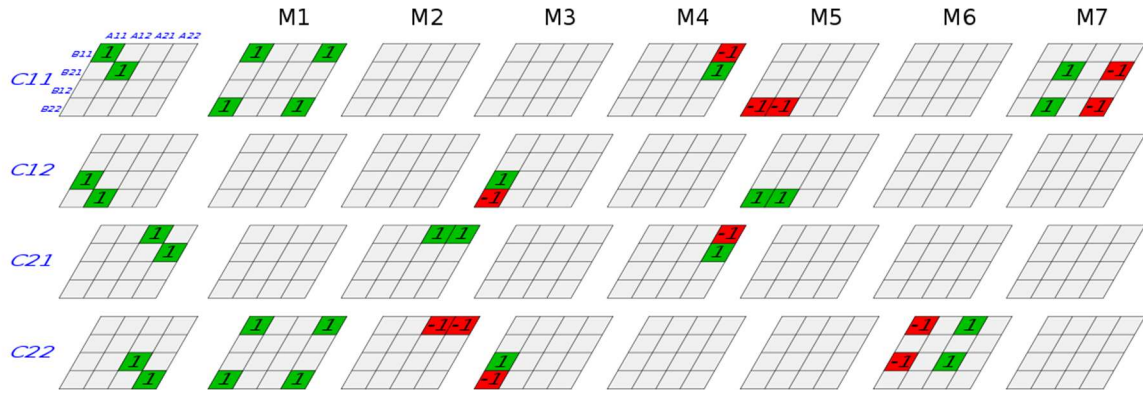 M1 M2 M3 M4 M5 M6 M7
A11 A12 A21 A22
B11 1 1 1 -1
C11 B21 1 1 1 -1
B12
B22 1 1 -1 -1 1 -1
C12 1 1
1 -1 1 1
C21 1 1 1 -1
1 1
1 1 -1 -1 -1 1
C22 1 1 -1 1
1 1 1 -1